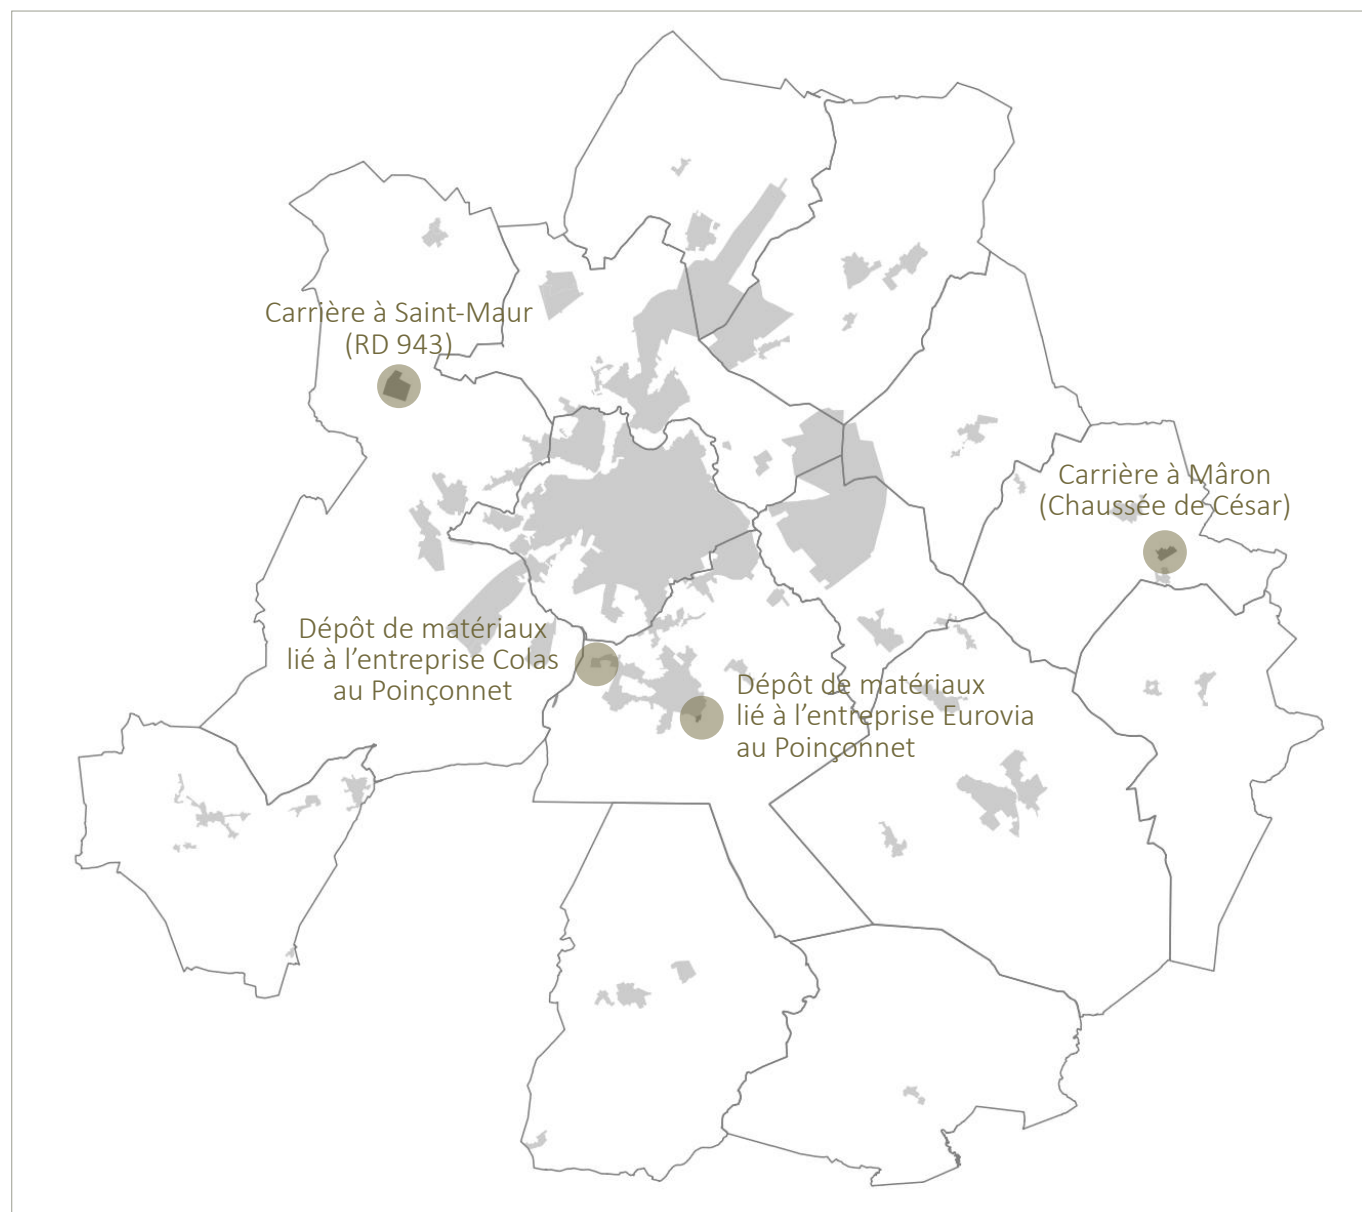 Carrière à Saint-Maur
(RD 943)
Carrière à Mâron
(Chaussée de César)
Dépôt de matériaux
lié à l'entreprise Colas
au Poinçonnet
Dépôt de matériaux
lié à l'entreprise Eurovia
au Poinçonnet